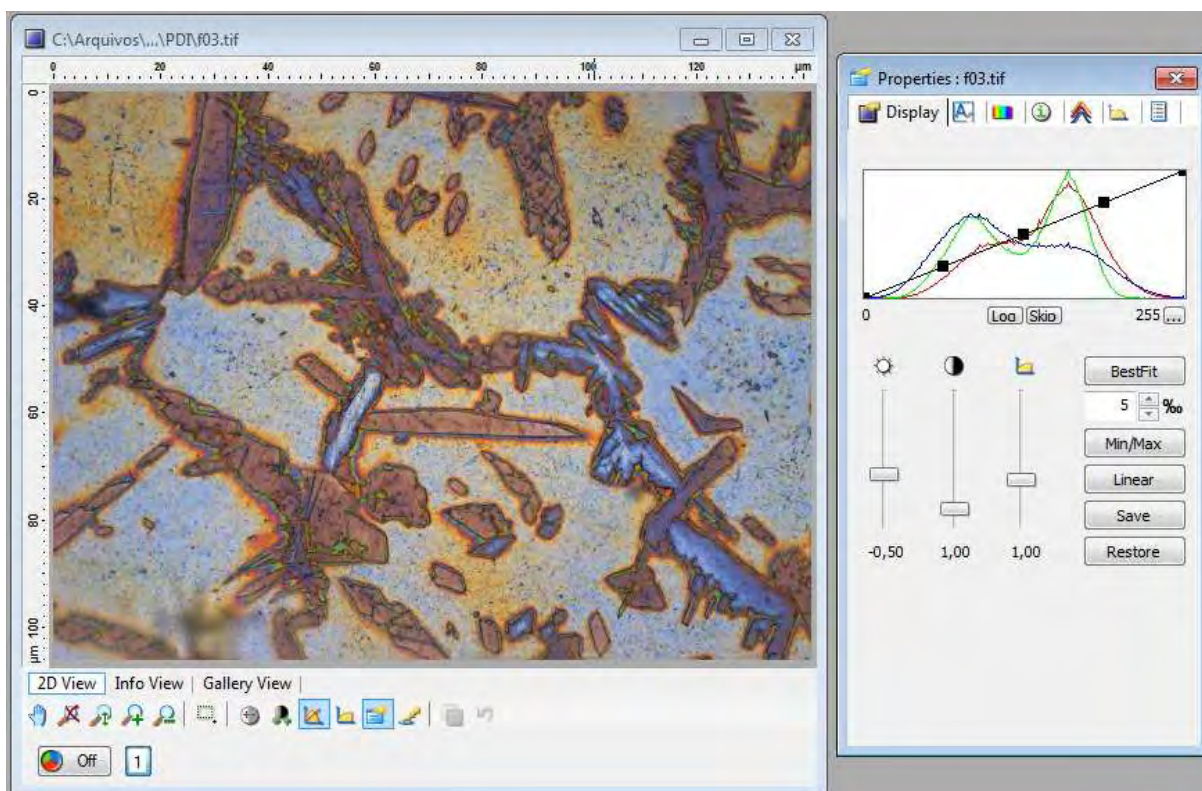 C:\Arquivos\...\PDI\f03.tif
0 20 40 60 80 100 120 µm
0
20
40
60
80
100
µm
2D View Info View Gallery View
Off 1
Properties : f03.tif
Display
0 Log Skip 255 ...
BestFit
5 ‰
Min/Max
Linear
Save
Restore
-0,50 1,00 1,00